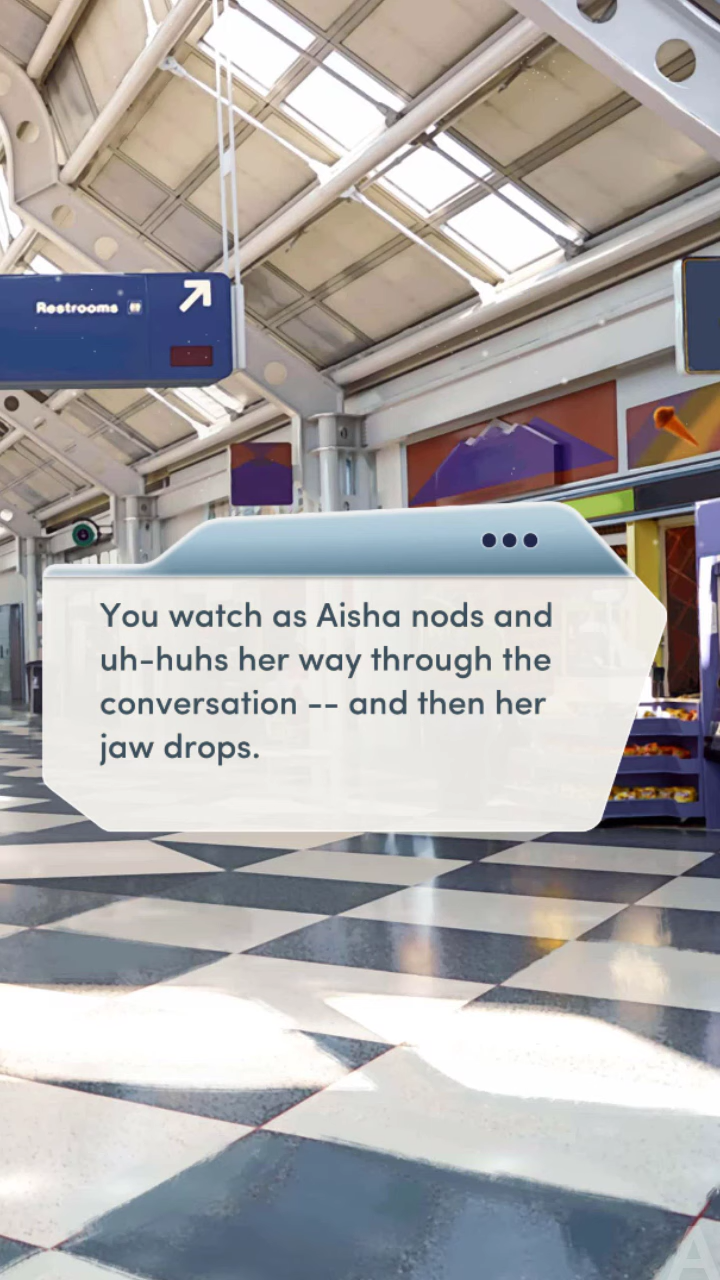 Restrooms
You watch as Aisha nods and
uh-huhs her way through the
conversation -- and then her
jaw drops.
A